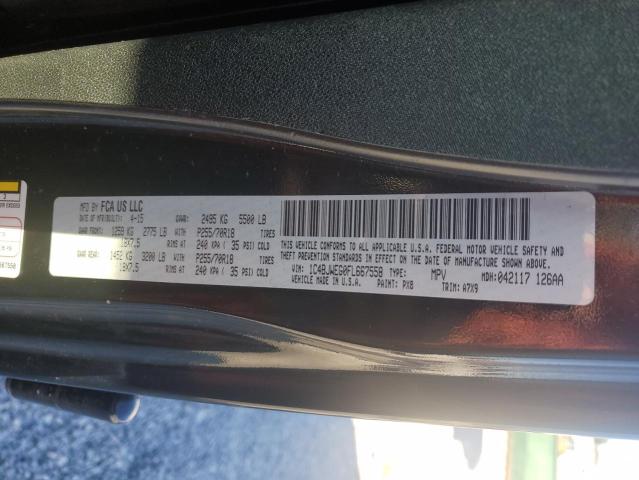 MFD BY FCA US LLC
DATE OF MFR(BUILT): 4-15 GVWR: 2495 KG 5500 LB
GAWR FRONT: 1259 KG 2775 LB WITH P255/70R18 TIRES
18X7.5 RIMS AT 240 KPA ( 35 PSI) COLD
GAWR REAR: 1452 KG 3200 LB WITH P255/70R18 TIRES
18X7.5 RIMS AT 240 KPA ( 35 PSI) COLD
THIS VEHICLE CONFORMS TO ALL APPLICABLE U.S.A. FEDERAL MOTOR VEHICLE SAFETY AND
THEFT PREVENTION STANDARDS IN EFFECT ON THE DATE OF MANUFACTURE SHOWN ABOVE.
VIN: 1C4BJWEG0FL667558 TYPE: MPV MDH:042117 126AA
VEHICLE MADE IN U.S.A. PAINT: PX8 TRIM: A7X9